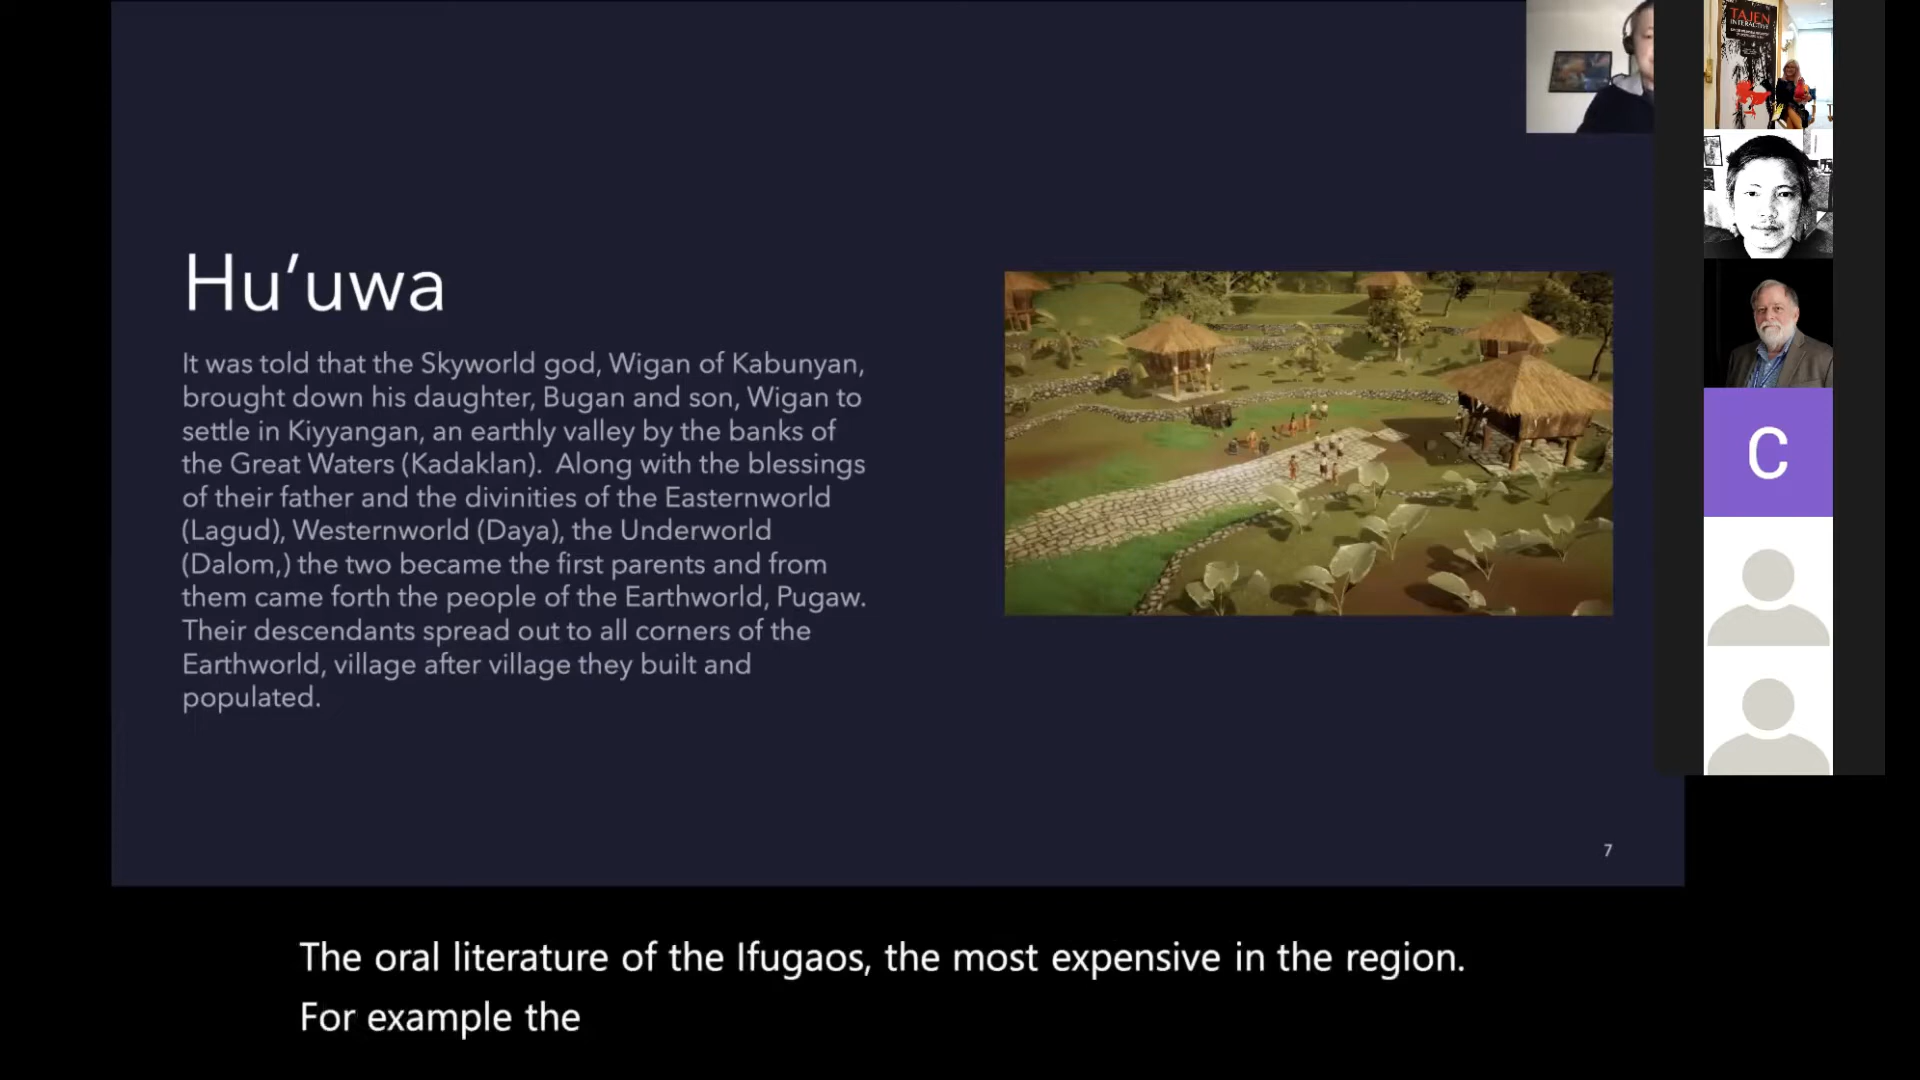 TAJEN
INTERACTIVE
Hu’uwa
It was told that the Skyworld god, Wigan of Kabunyan,
brought down his daughter, Bugan and son, Wigan to
settle in Kiyyangan, an earthly valley by the banks of
the Great Waters (Kadaklan).  Along with the blessings
of their father and the divinities of the Easternworld
(Lagud), Westernworld (Daya), the Underworld
(Dalom,) the two became the first parents and from
them came forth the people of the Earthworld, Pugaw.
Their descendants spread out to all corners of the
Earthworld, village after village they built and
populated.
C
7
The oral literature of the Ifugaos, the most expensive in the region.
For example the